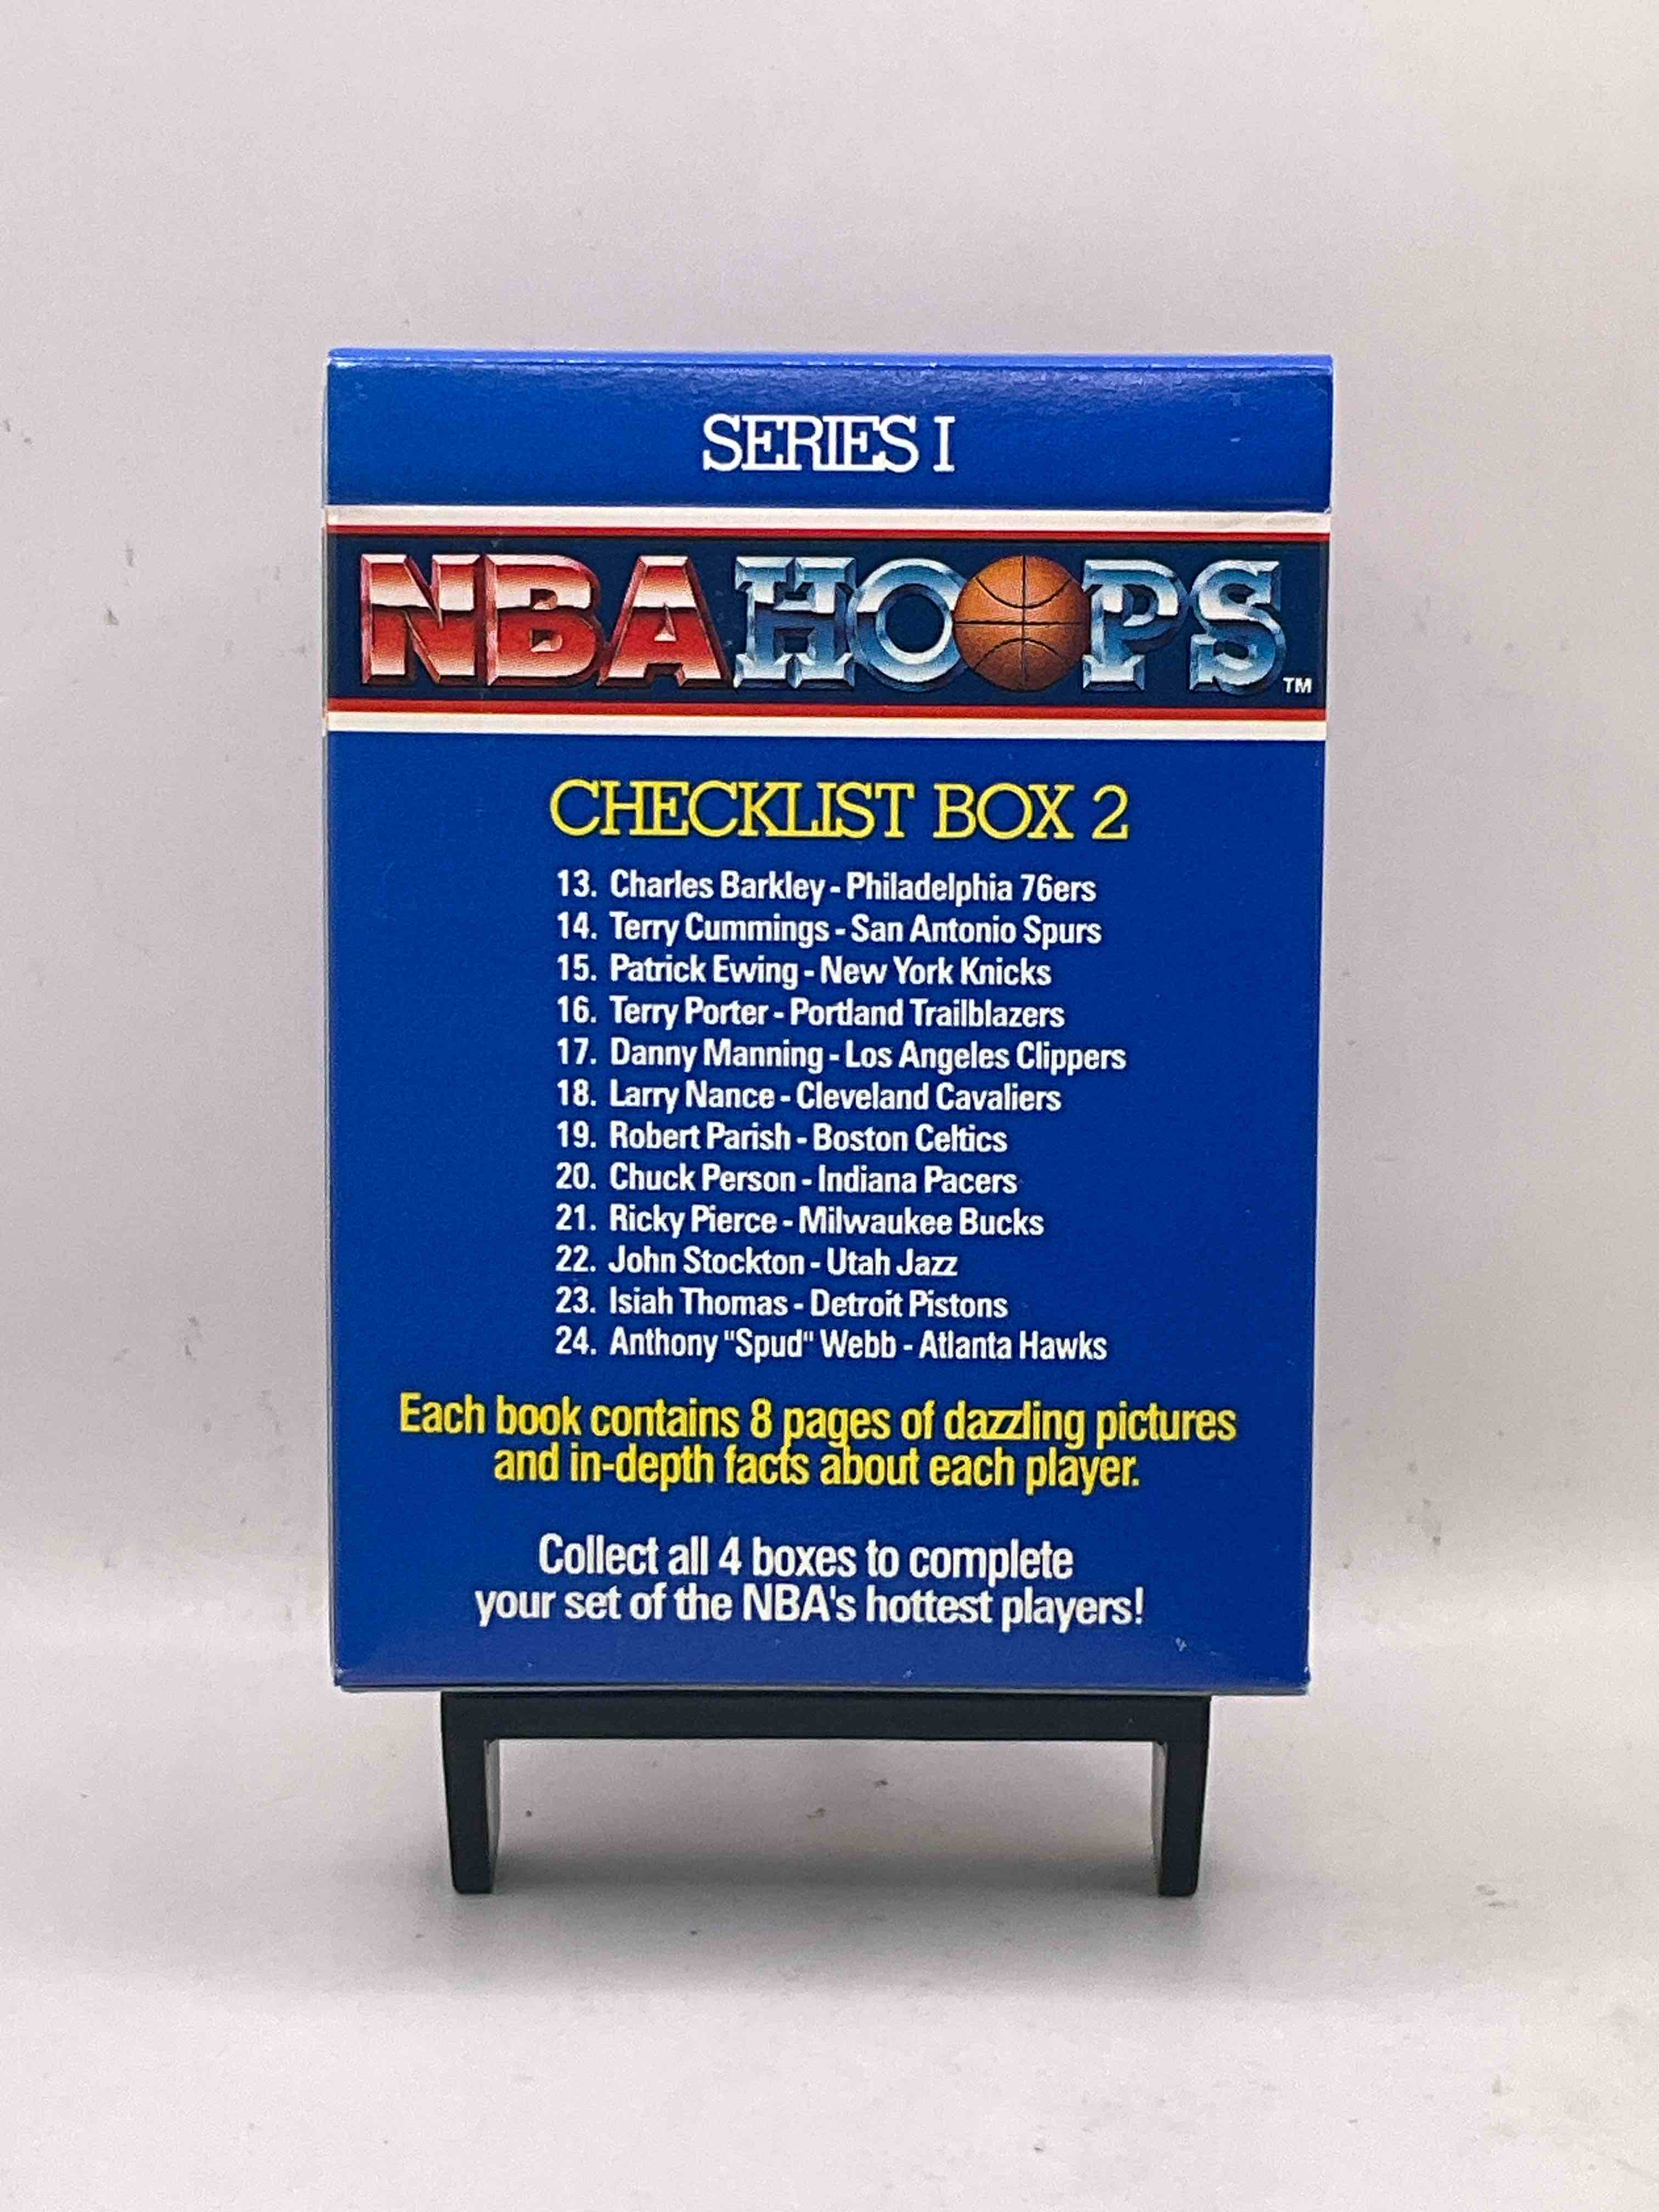 SERIES I
NBA HOOPS TM
CHECKLIST BOX 2
13. Charles Barkley - Philadelphia 76ers
14. Terry Cummings - San Antonio Spurs
15. Patrick Ewing - New York Knicks
16. Terry Porter - Portland Trailblazers
17. Danny Manning - Los Angeles Clippers
18. Larry Nance - Cleveland Cavaliers
19. Robert Parish - Boston Celtics
20. Chuck Person - Indiana Pacers
21. Ricky Pierce - Milwaukee Bucks
22. John Stockton - Utah Jazz
23. Isiah Thomas - Detroit Pistons
24. Anthony "Spud" Webb - Atlanta Hawks
Each book contains 8 pages of dazzling pictures
and in-depth facts about each player.
Collect all 4 boxes to complete
your set of the NBA's hottest players!